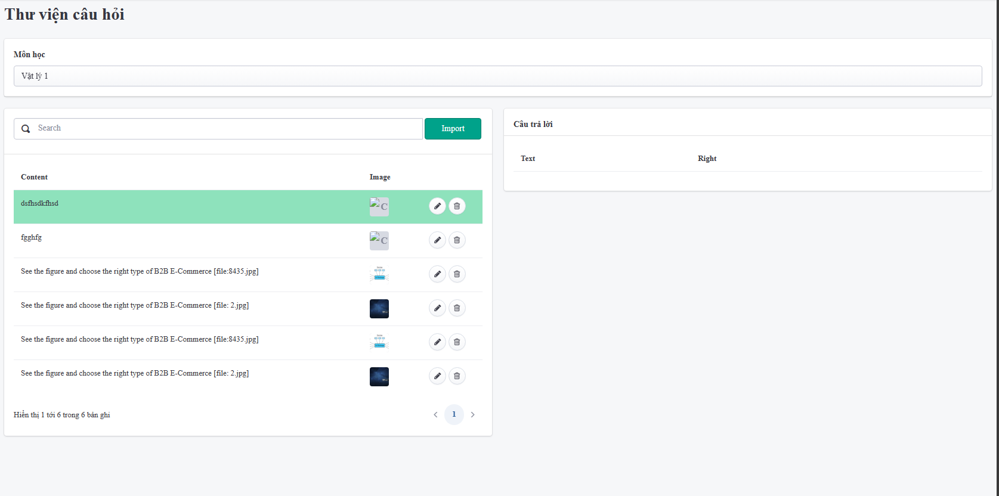 Thư viện câu hỏi
Môn học
Vật lý 1
Search
Import
Content Image
dsfhsdkfhsd C
fgghfg C
See the figure and choose the right type of B2B E-Commerce [file:8435.jpg]
See the figure and choose the right type of B2B E-Commerce [file: 2.jpg]
See the figure and choose the right type of B2B E-Commerce [file:8435.jpg]
See the figure and choose the right type of B2B E-Commerce [file: 2.jpg]
Hiển thị 1 tới 6 trong 6 bản ghi
1
Câu trả lời
Text Right